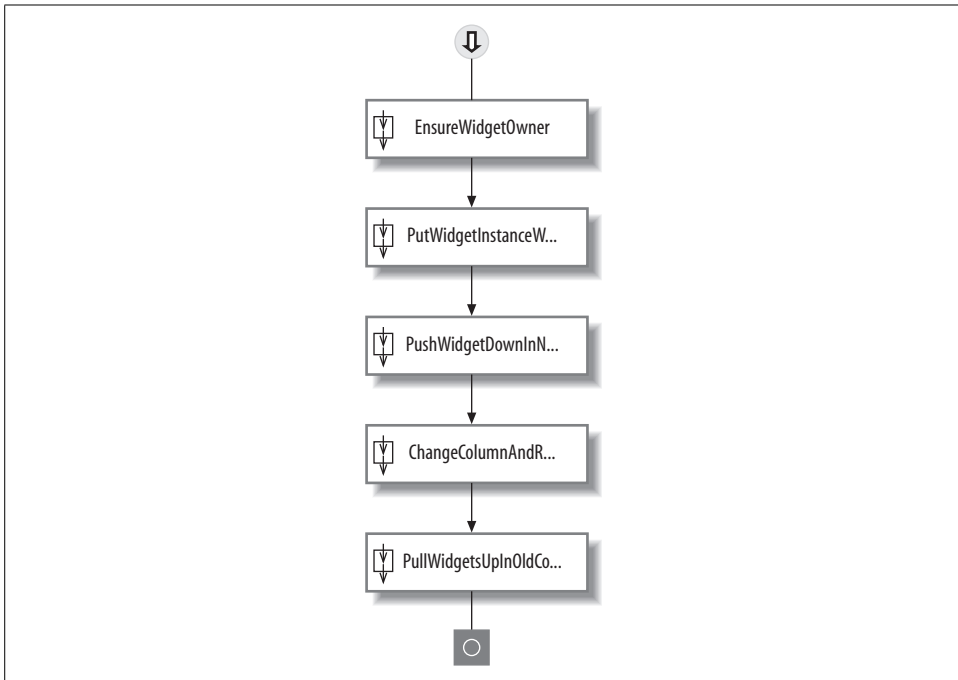 EnsureWidgetOwner
PutWidgetInstanceW...
PushWidgetDownInN...
ChangeColumnAndR...
PullWidgetsUpInOldCo...